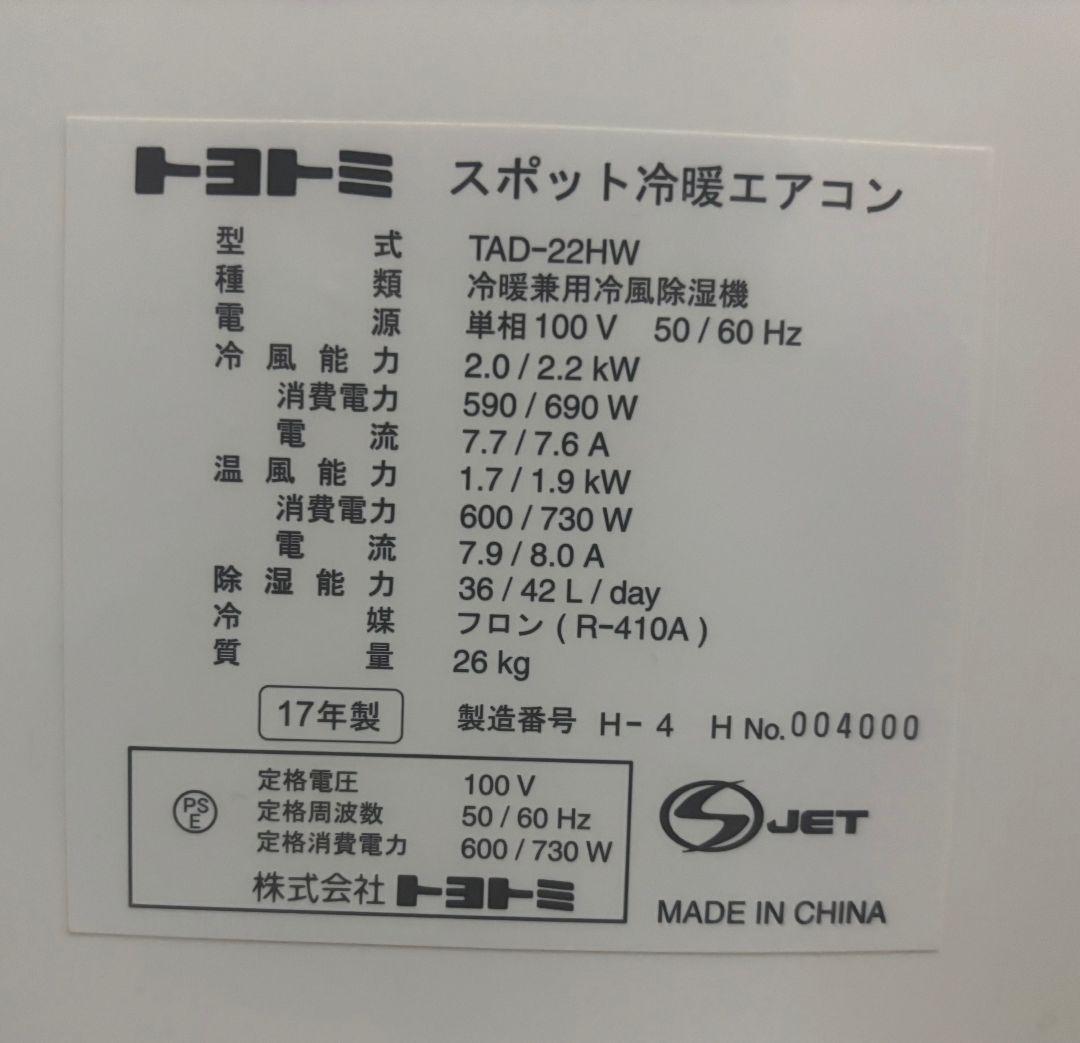 トヨトミ スポット冷暖エアコン
型式 TAD-22HW
種類 冷暖兼用冷風除湿機
電源 単相100 V 50 / 60 Hz
冷風能力 2.0 / 2.2 kW
消費電力 590 / 690 W
電流 7.7 / 7.6 A
温風能力 1.7 / 1.9 kW
消費電力 600 / 730 W
電流 7.9 / 8.0 A
除湿能力 36 / 42 L / day
冷媒 フロン ( R-410A )
質量 26 kg
17年製 製造番号 H- 4 H No.004000
PS E
定格電圧 100 V
定格周波数 50 / 60 Hz
定格消費電力 600 / 730 W
株式会社トヨトミ
S JET
MADE IN CHINA